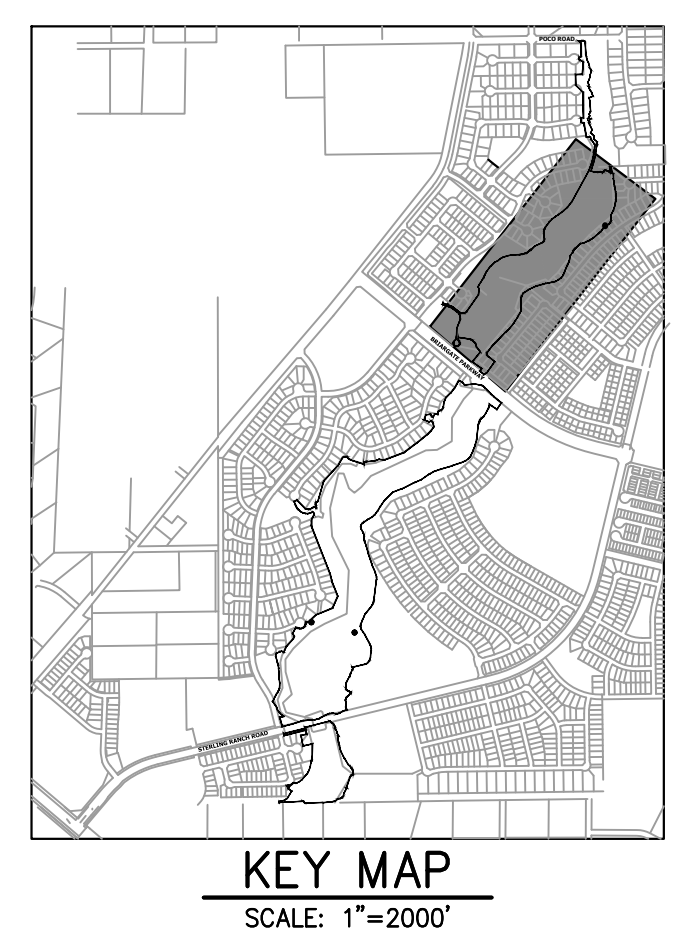 POCO ROAD
BRIARGATE PARKWAY
STERLING RANCH ROAD
KEY MAP
SCALE: 1"=2000'